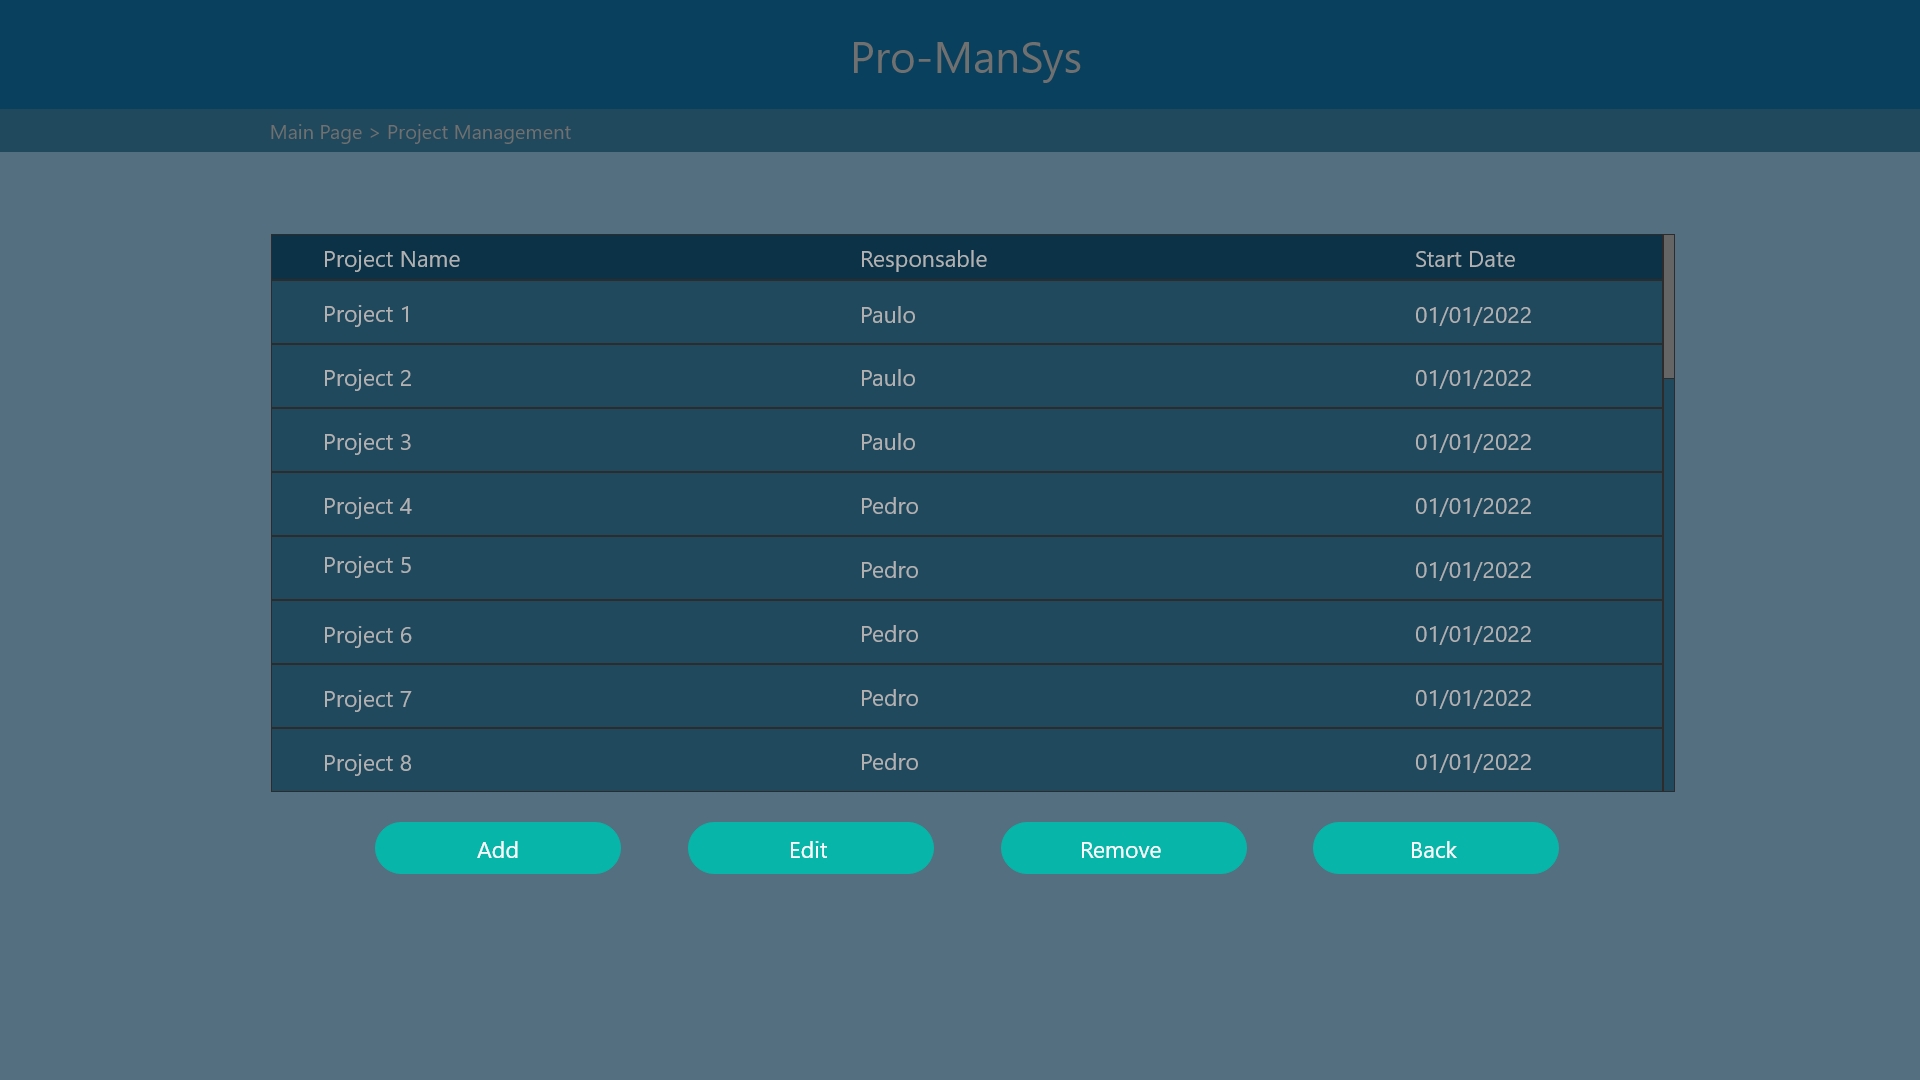 Pro-ManSys
Main Page > Project Management
Project Name Responsable Start Date
Project 1 Paulo 01/01/2022
Project 2 Paulo 01/01/2022
Project 3 Paulo 01/01/2022
Project 4 Pedro 01/01/2022
Project 5 Pedro 01/01/2022
Project 6 Pedro 01/01/2022
Project 7 Pedro 01/01/2022
Project 8 Pedro 01/01/2022
Add Edit Remove Back